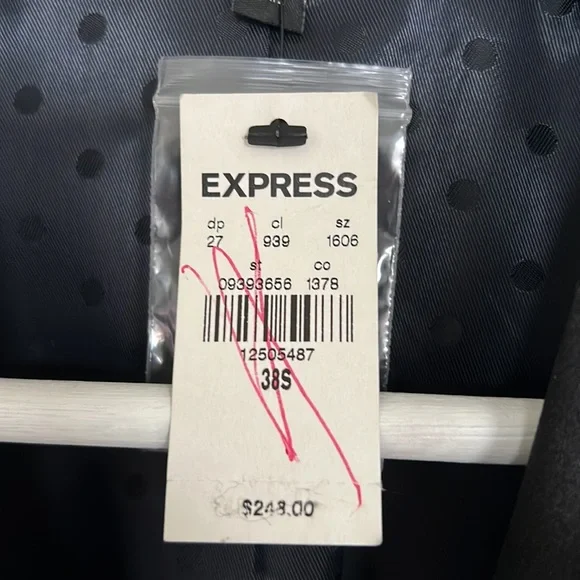 EXPRESS
dp cl sz
27 939 1606
st co
09393656 1378
12505487
38S
$248.00